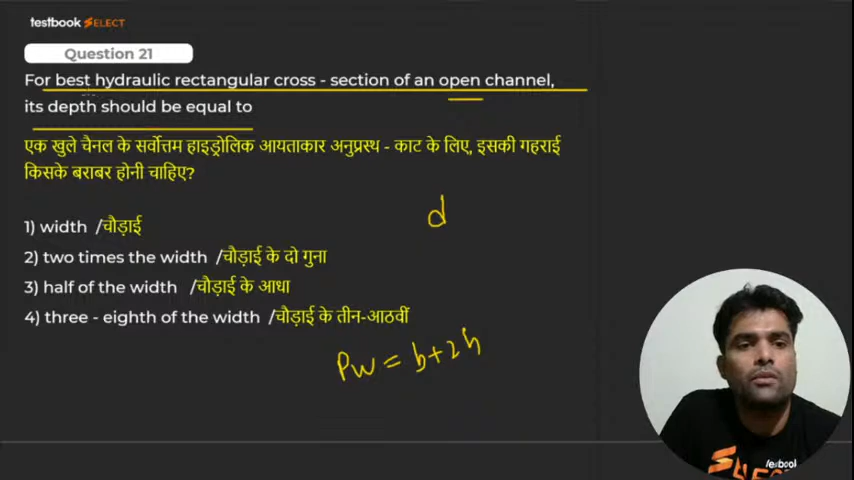 testbook SELECT
Question 21
For best hydraulic rectangular cross - section of an open channel,
its depth should be equal to
एक खुले चैनल के सर्वोत्तम हाइड्रोलिक आयताकार अनुप्रस्थ - काट के लिए, इसकी गहराई
किसके बराबर होनी चाहिए?
1) width /चौड़ाई
2) two times the width /चौड़ाई के दो गुना
3) half of the width /चौड़ाई के आधा
4) three - eighth of the width /चौड़ाई के तीन-आठवीं
d
Pw = b+2h
testbook